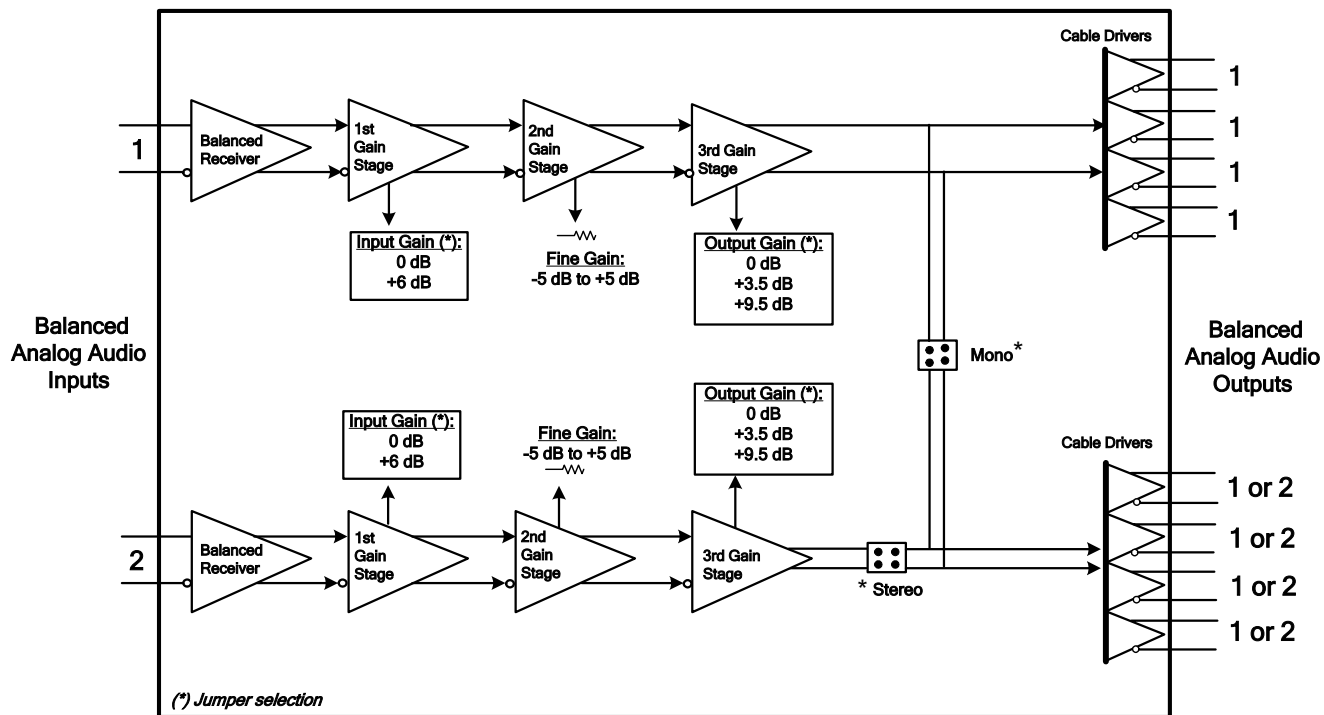 Cable Drivers
1
1
1
1
1
Balanced
Receiver
1st
Gain
Stage
2nd
Gain
Stage
3rd Gain
Stage
Input Gain (*):
0 dB
+6 dB
Fine Gain:
-5 dB to +5 dB
Output Gain (*):
0 dB
+3.5 dB
+9.5 dB
Balanced
Analog Audio
Inputs
Mono*
Balanced
Analog Audio
Outputs
Input Gain (*):
0 dB
+6 dB
Fine Gain:
-5 dB to +5 dB
Output Gain (*):
0 dB
+3.5 dB
+9.5 dB
Cable Drivers
2
Balanced
Receiver
1st
Gain
Stage
2nd
Gain
Stage
3rd Gain
Stage
* Stereo
1 or 2
1 or 2
1 or 2
1 or 2
(*) Jumper selection